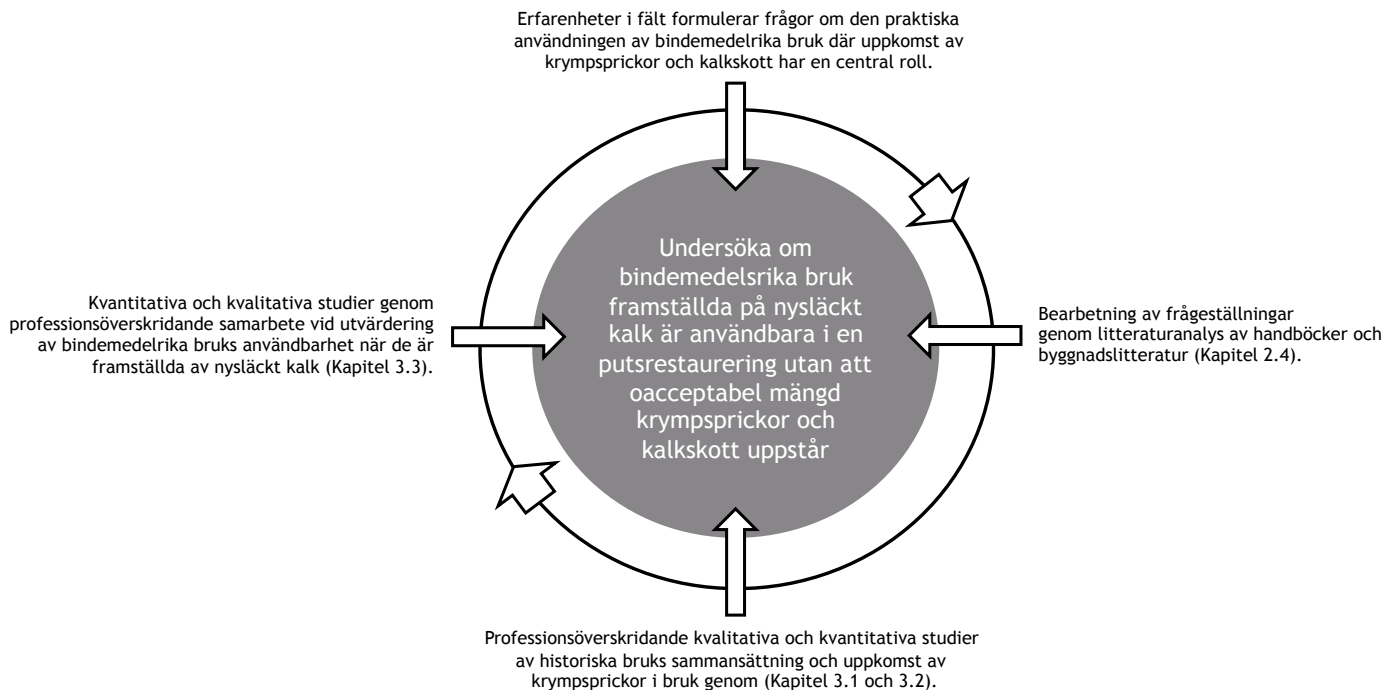 Erfarenheter i fält formulerar frågor om den praktiska
användningen av bindemedelrika bruk där uppkomst av
krympsprickor och kalkskott har en central roll.
Undersöka om
bindemedelsrika bruk
framställda på nysläckt
kalk är användbara i en
putsrestaurering utan att
oacceptabel mängd
krympsprickor och
kalkskott uppstår
Kvantitativa och kvalitativa studier genom
professionsöverskridande samarbete vid utvärdering
av bindemedelrika bruks användbarhet när de är
framställda av nysläckt kalk (Kapitel 3.3).
Bearbetning av frågeställningar
genom litteraturanalys av handböcker och
byggnadslitteratur (Kapitel 2.4).
Professionsöverskridande kvalitativa och kvantitativa studier
av historiska bruks sammansättning och uppkomst av
krympsprickor i bruk genom (Kapitel 3.1 och 3.2).